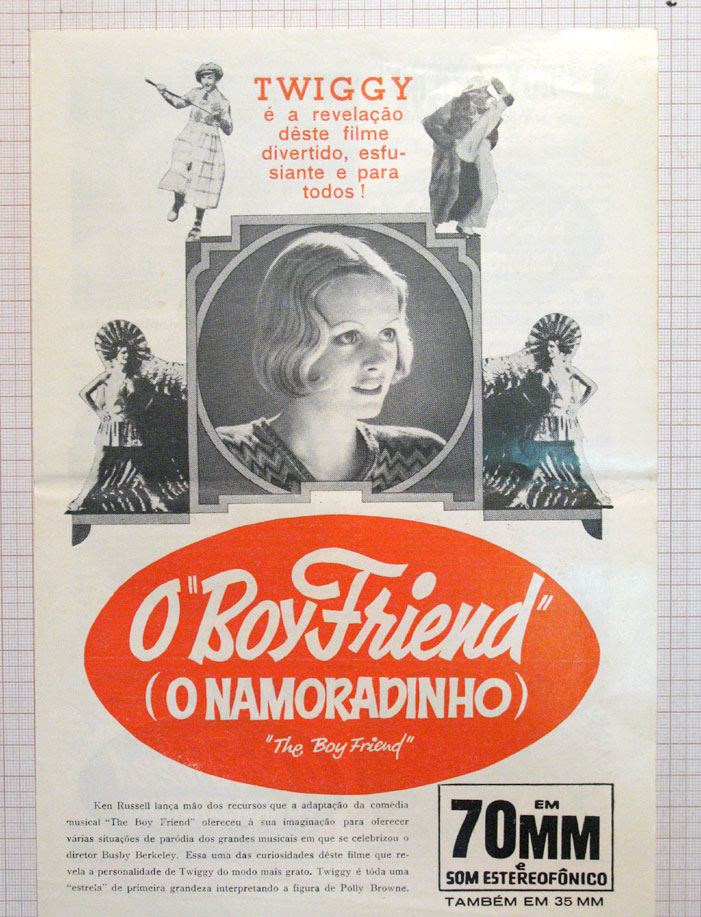 TWIGGY
é a revelação
dêste filme
divertido, esfu-
siante e para
todos !
O "Boy Friend"
(O NAMORADINHO)
"The Boy Friend"
Ken Russell lança mão dos recursos que a adaptação da comédia
musical "The Boy Friend" ofereceu à sua imaginação para oferecer
várias situações de paródia dos grandes musicais em que se celebrizou o
diretor Busby Berkeley. Essa uma das curiosidades dêste filme que re-
vela a personalidade de Twiggy do modo mais grato. Twiggy é tôda uma
"estrela" de primeira grandeza interpretando a figura de Polly Browne.
EM
70MM
e
SOM ESTEREOFÔNICO
TAMBÉM EM 35 MM